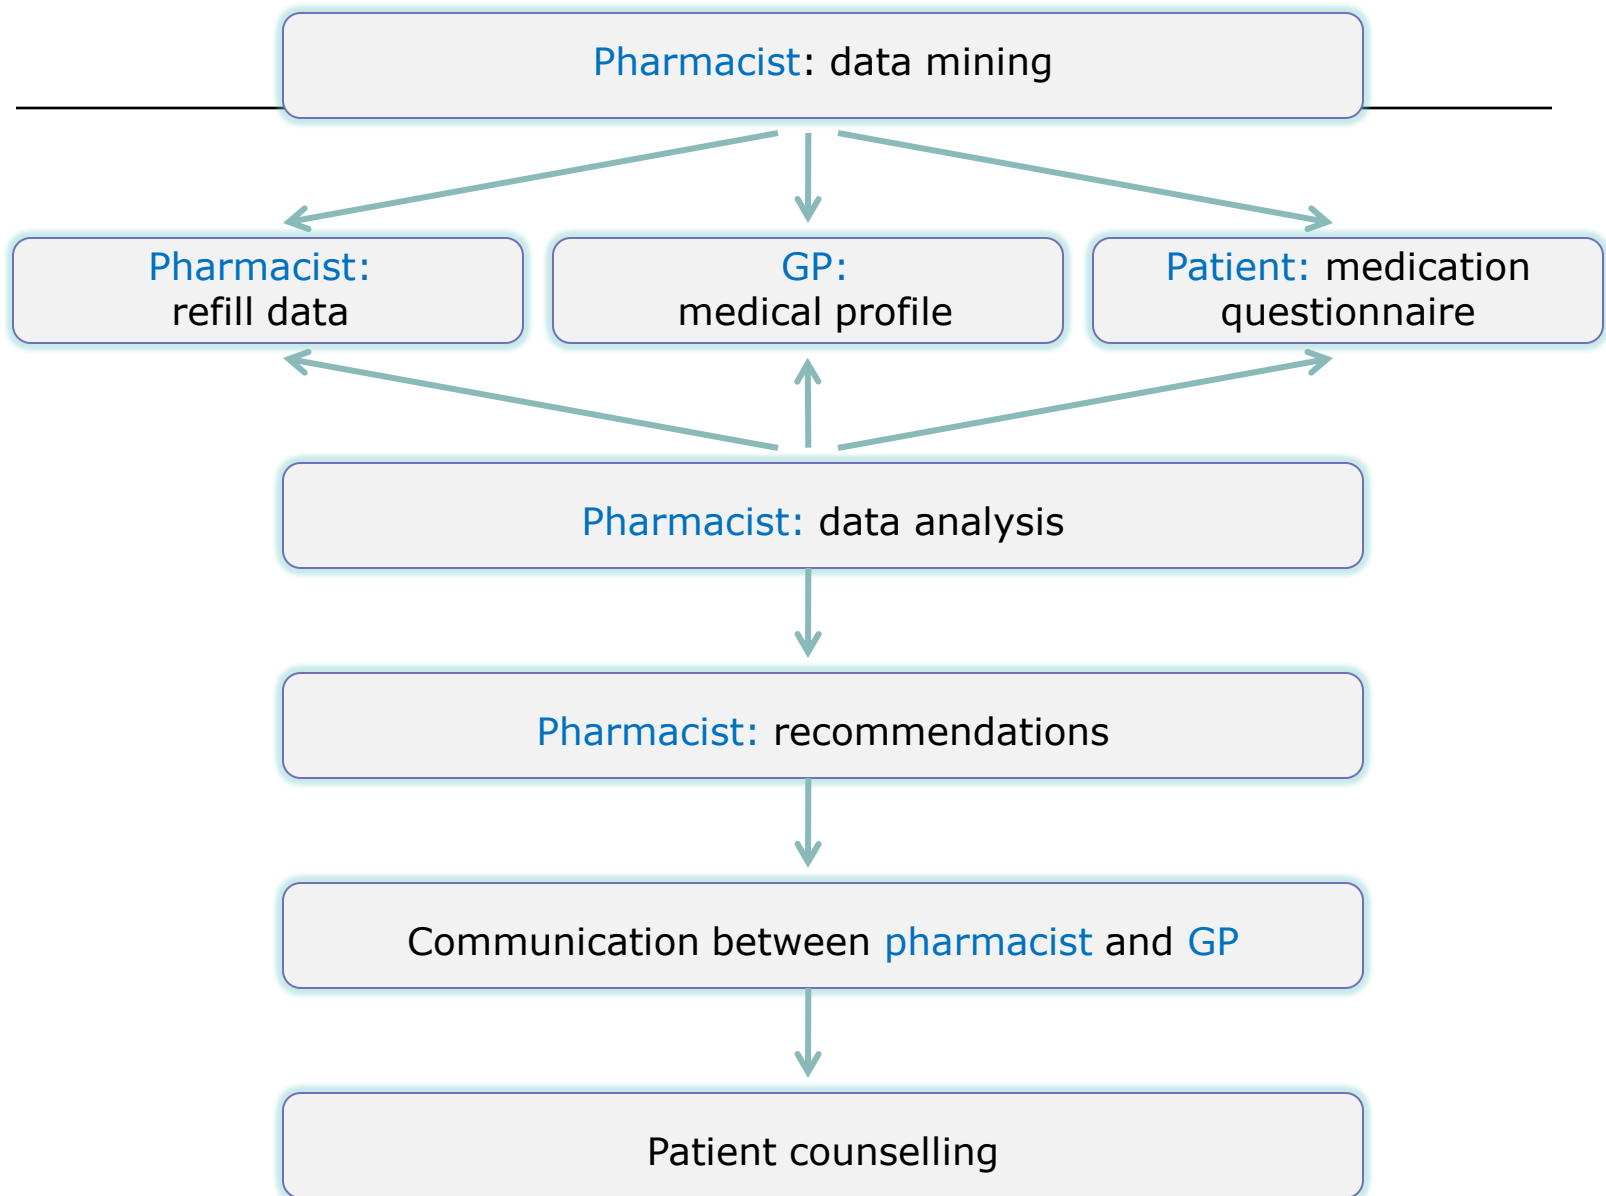 Pharmacist: data mining
Pharmacist:
refill data
GP:
medical profile
Patient: medication
questionnaire
Pharmacist: data analysis
Pharmacist: recommendations
Communication between pharmacist and GP
Patient counselling